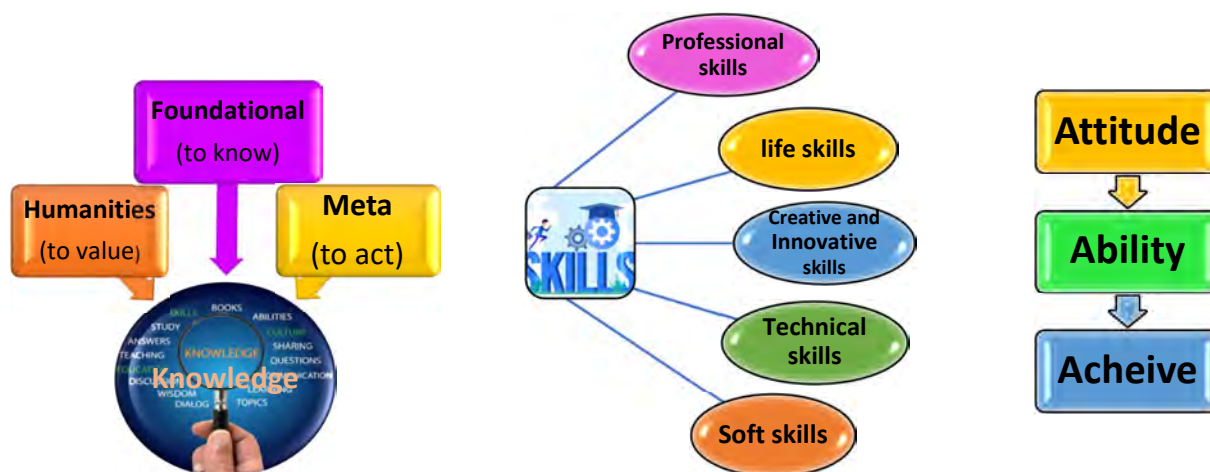 Foundational
(to know)
Humanities
(to value)
Meta
(to act)
SKILLS
BOOKS
ABILITIES
STUDY
CULTURE
ANSWERS
SHARING
TEACHING
KNOWLEDGE
QUESTIONS
Knowledge
WISDOM
DIALOG
TOPICS
Professional
skills
life skills
SKILLS
Creative and
Innovative
skills
Technical
skills
Soft skills
Attitude
Ability
Acheive